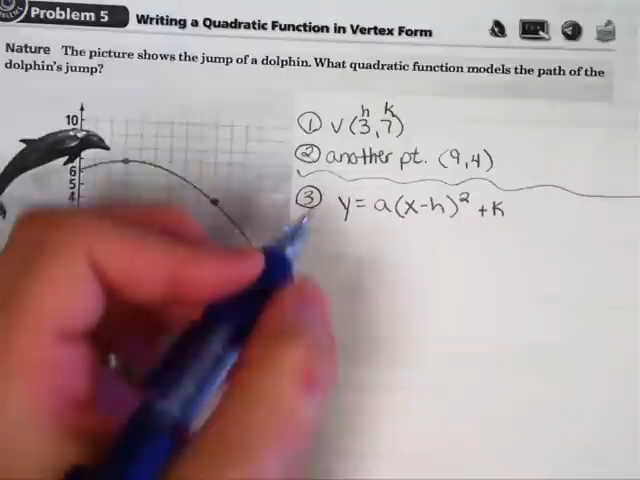 Problem 5 Writing a Quadratic Function in Vertex Form
Nature The picture shows the jump of a dolphin. What quadratic function models the path of the
dolphin's jump?
10
6
5
4
h k
① V(3,7)
② another pt. (9,4)
③ y=a(x-h)²+k